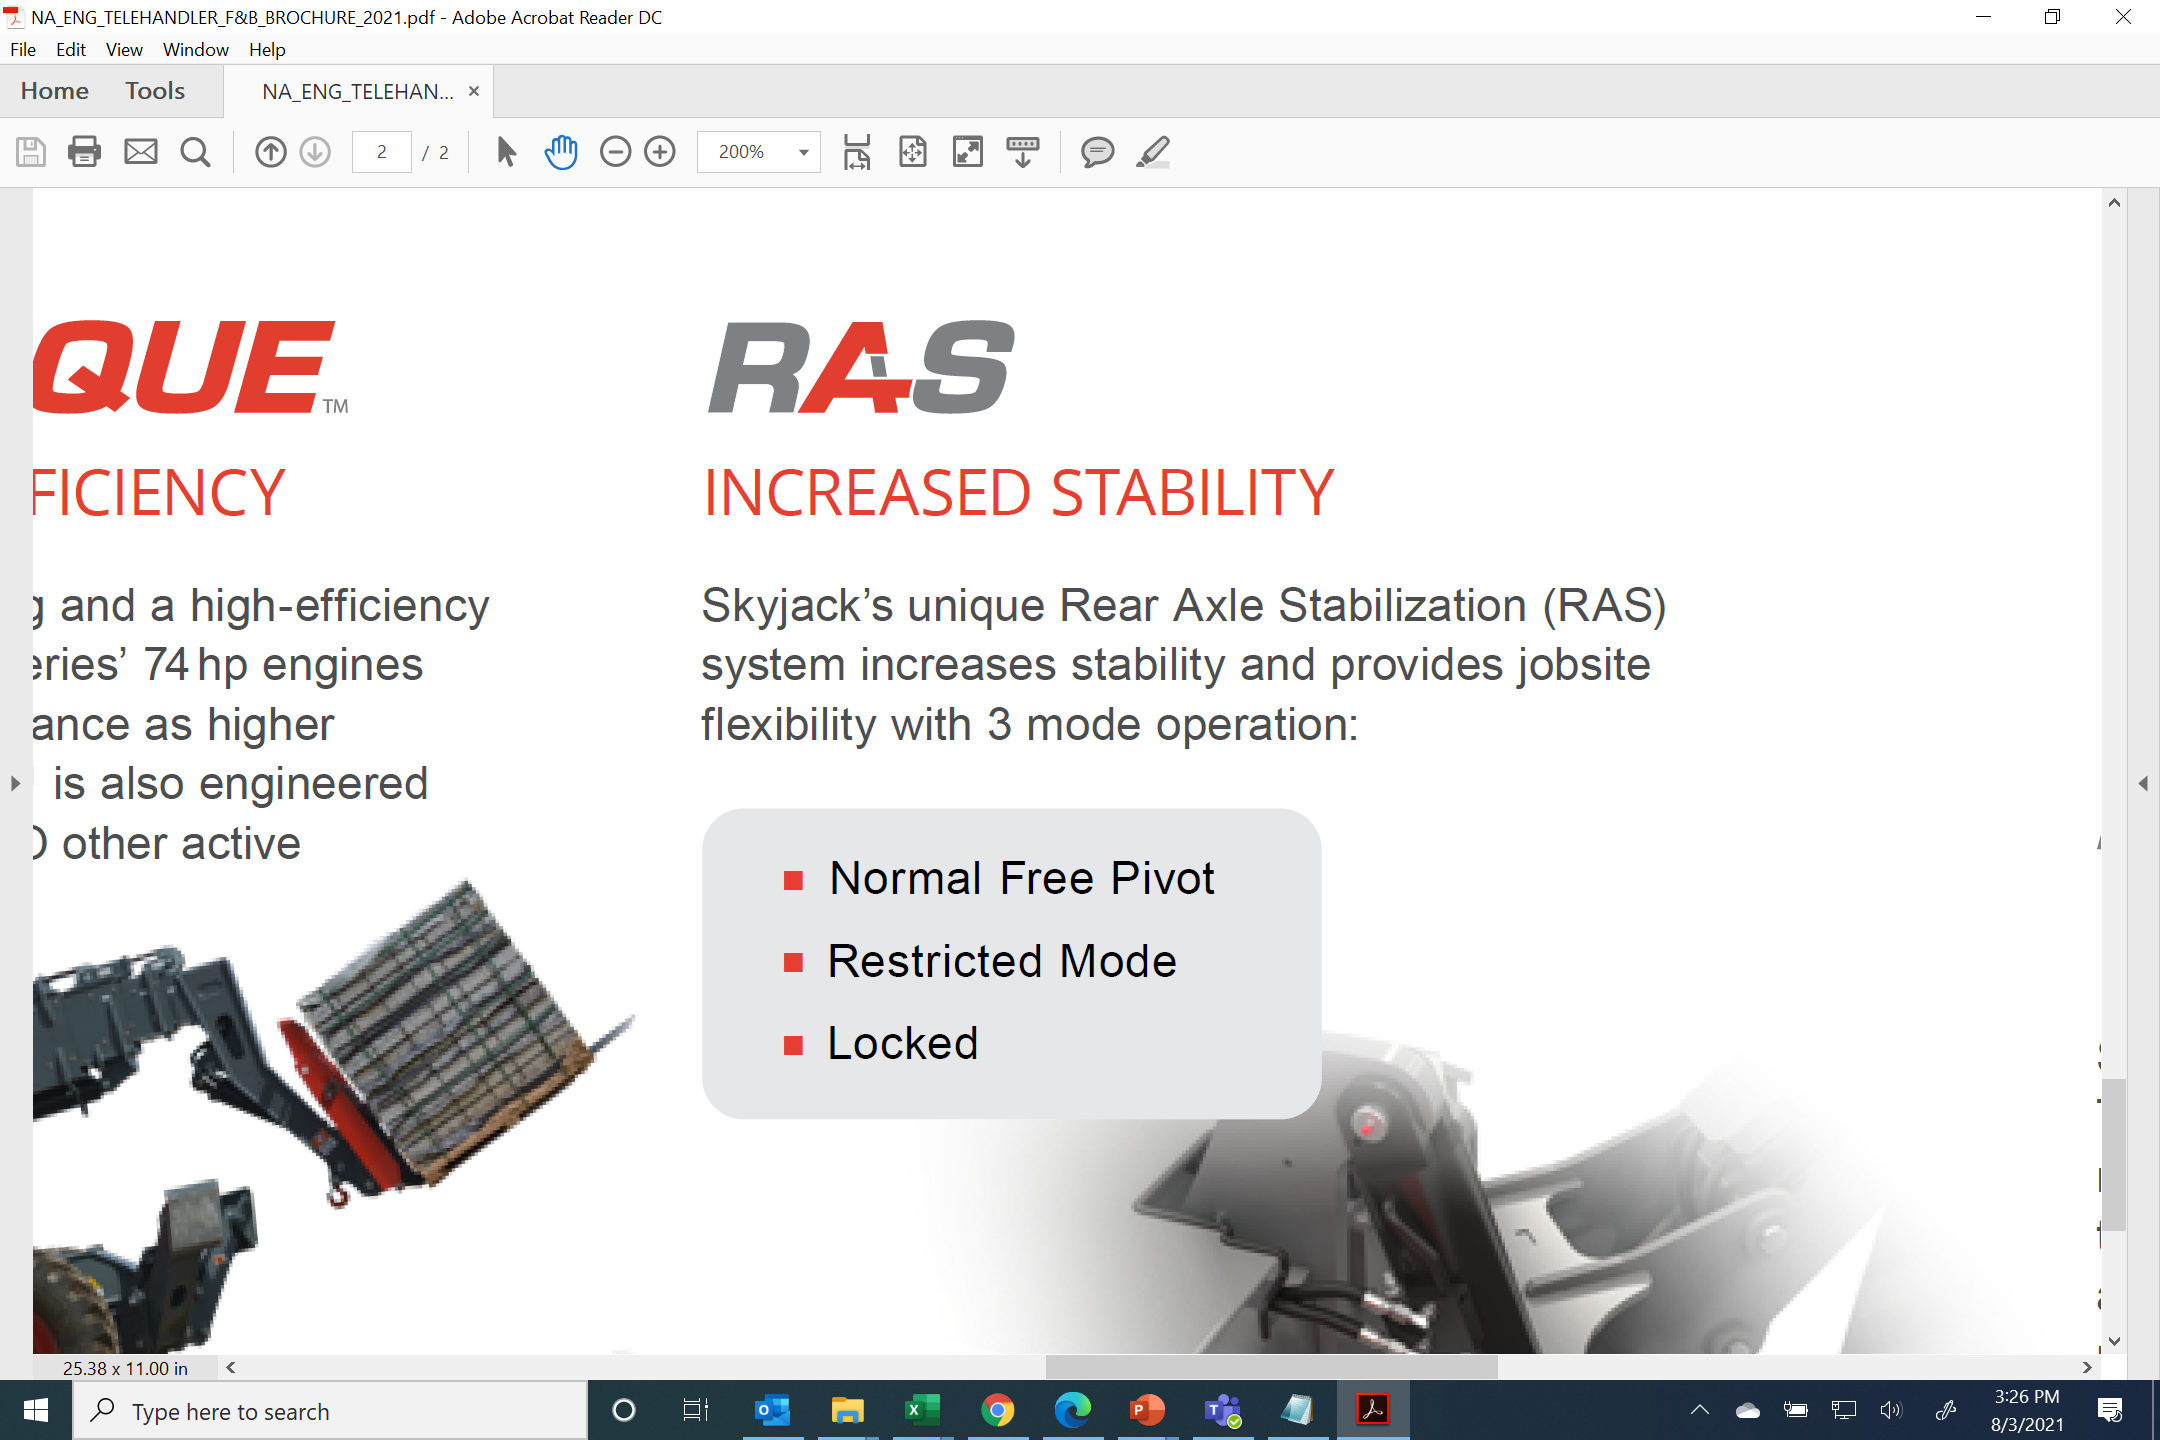 NA_ENG_TELEHANDLER_F&B_BROCHURE_2021.pdf - Adobe Acrobat Reader DC
File Edit View Window Help
Home Tools NA_ENG_TELEHAN... ×
2 / 2 200%
QUE™
RAS
FICIENCY
INCREASED STABILITY
g and a high-efficiency
eries’ 74 hp engines
ance as higher
is also engineered
O other active
Skyjack’s unique Rear Axle Stabilization (RAS)
system increases stability and provides jobsite
flexibility with 3 mode operation:
■ Normal Free Pivot
■ Restricted Mode
■ Locked
25.38 x 11.00 in
Type here to search
3:26 PM
8/3/2021